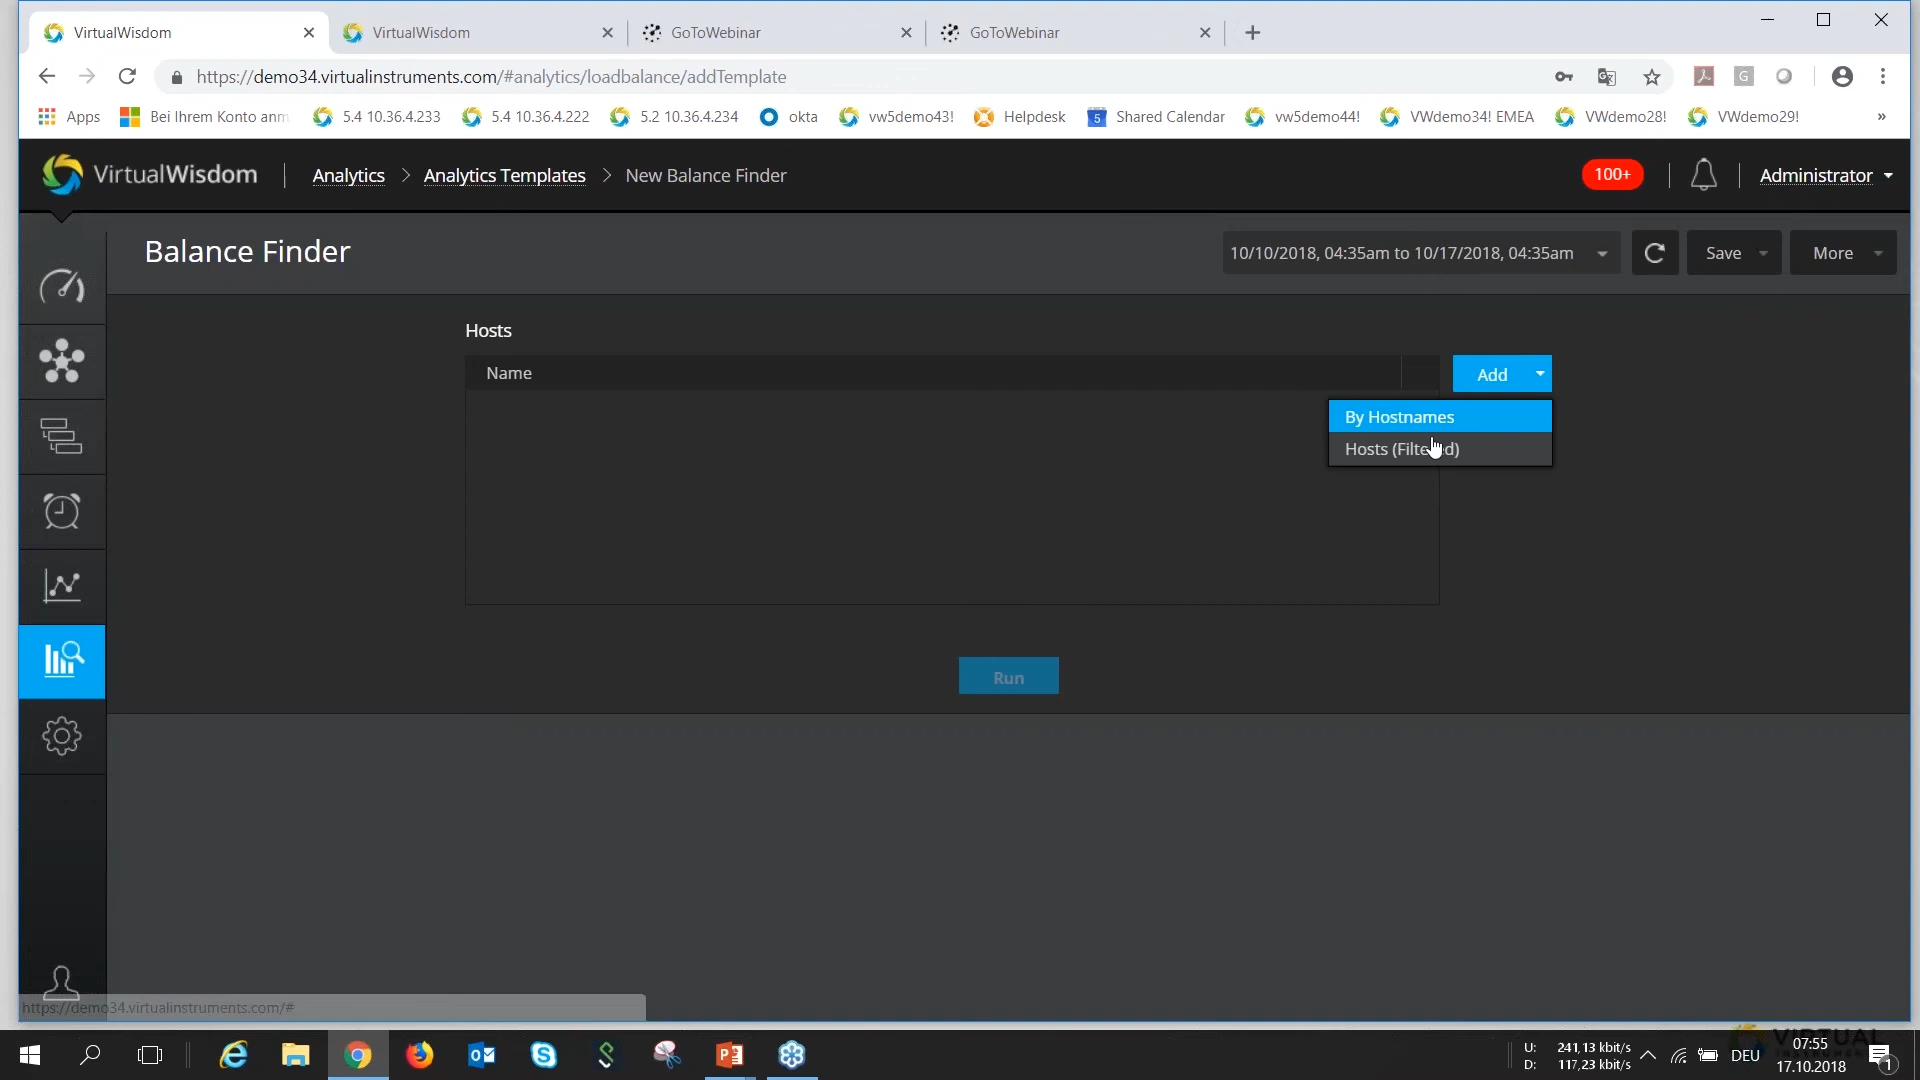 VirtualWisdom
VirtualWisdom
GoToWebinar
GoToWebinar
https://demo34.virtualinstruments.com/#analytics/loadbalance/addTemplate
Apps
Bei Ihrem Konto anm
5.4 10.36.4.233
5.4 10.36.4.222
5.2 10.36.4.234
okta
vw5demo43!
Helpdesk
5
Shared Calendar
vw5demo44!
VWdemo34! EMEA
VWdemo28!
VWdemo29!
»
VirtualWisdom
Analytics > Analytics Templates > New Balance Finder
100+
Administrator
Balance Finder
10/10/2018, 04:35am to 10/17/2018, 04:35am
Save
More
Hosts
Name
Add
By Hostnames
Hosts (Filtered)
Run
https://demo34.virtualinstruments.com/#
U: 241,13 kbit/s
D: 117,23 kbit/s
DEU
07:55
17.10.2018
1
VIRTUAL